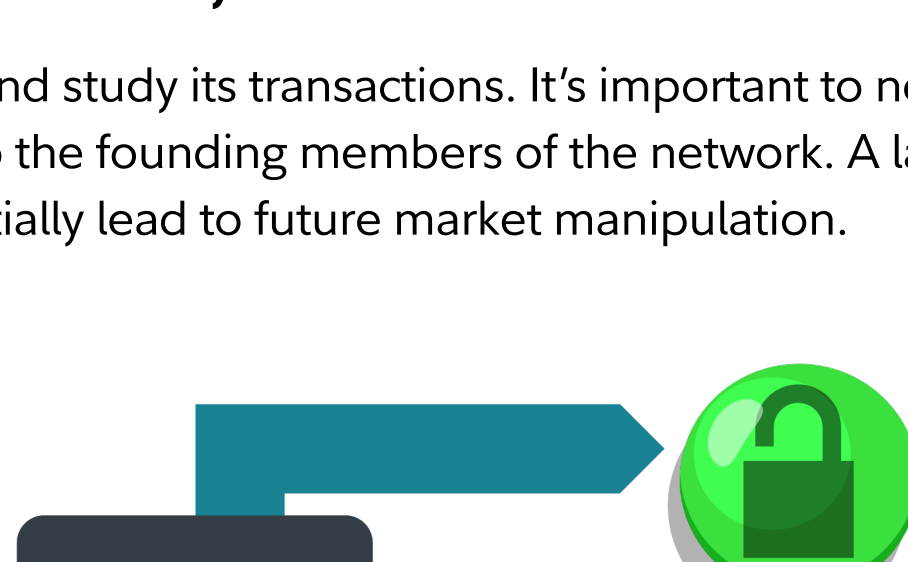 nd study its transactions. It’s important to n
the founding members of the network. A l
tially lead to future market manipulation.